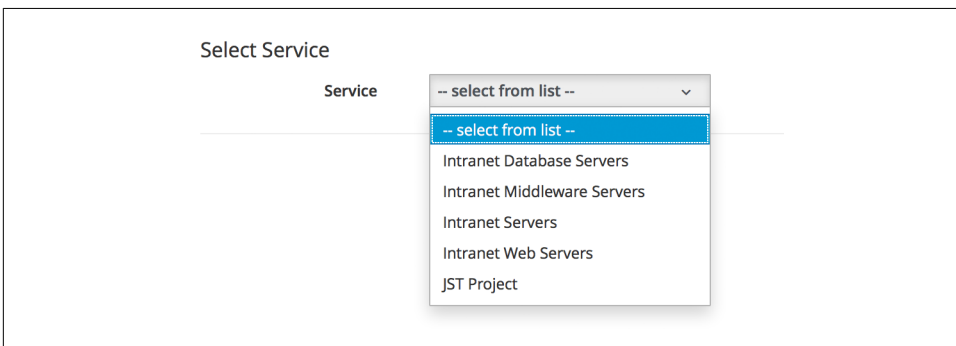 Select Service
Service -- select from list --
-- select from list --
Intranet Database Servers
Intranet Middleware Servers
Intranet Servers
Intranet Web Servers
JST Project